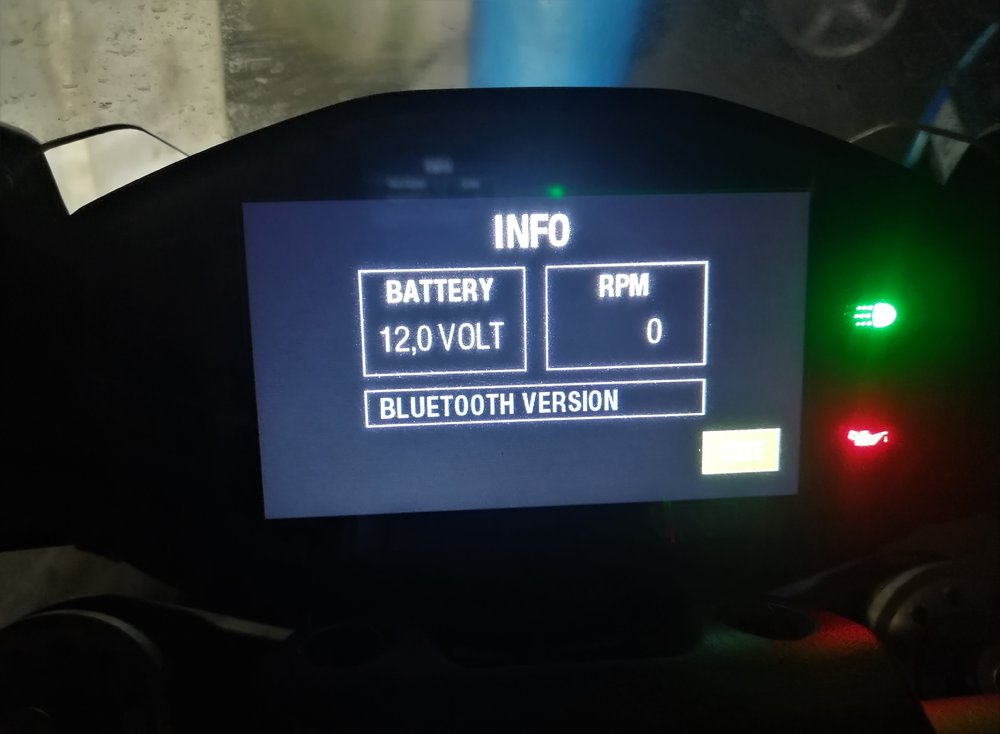 INFO
BATTERY
12,0 VOLT
RPM
0
BLUETOOTH VERSION